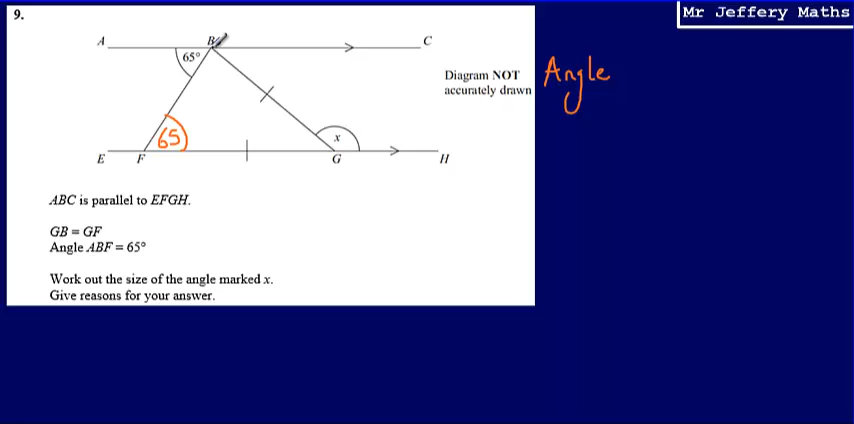 Mr Jeffery Maths
9.
A B C
65°
Diagram NOT
accurately drawn
Angle
65
x
E F G H
ABC is parallel to EFGH.
GB = GF
Angle ABF = 65°
Work out the size of the angle marked x.
Give reasons for your answer.